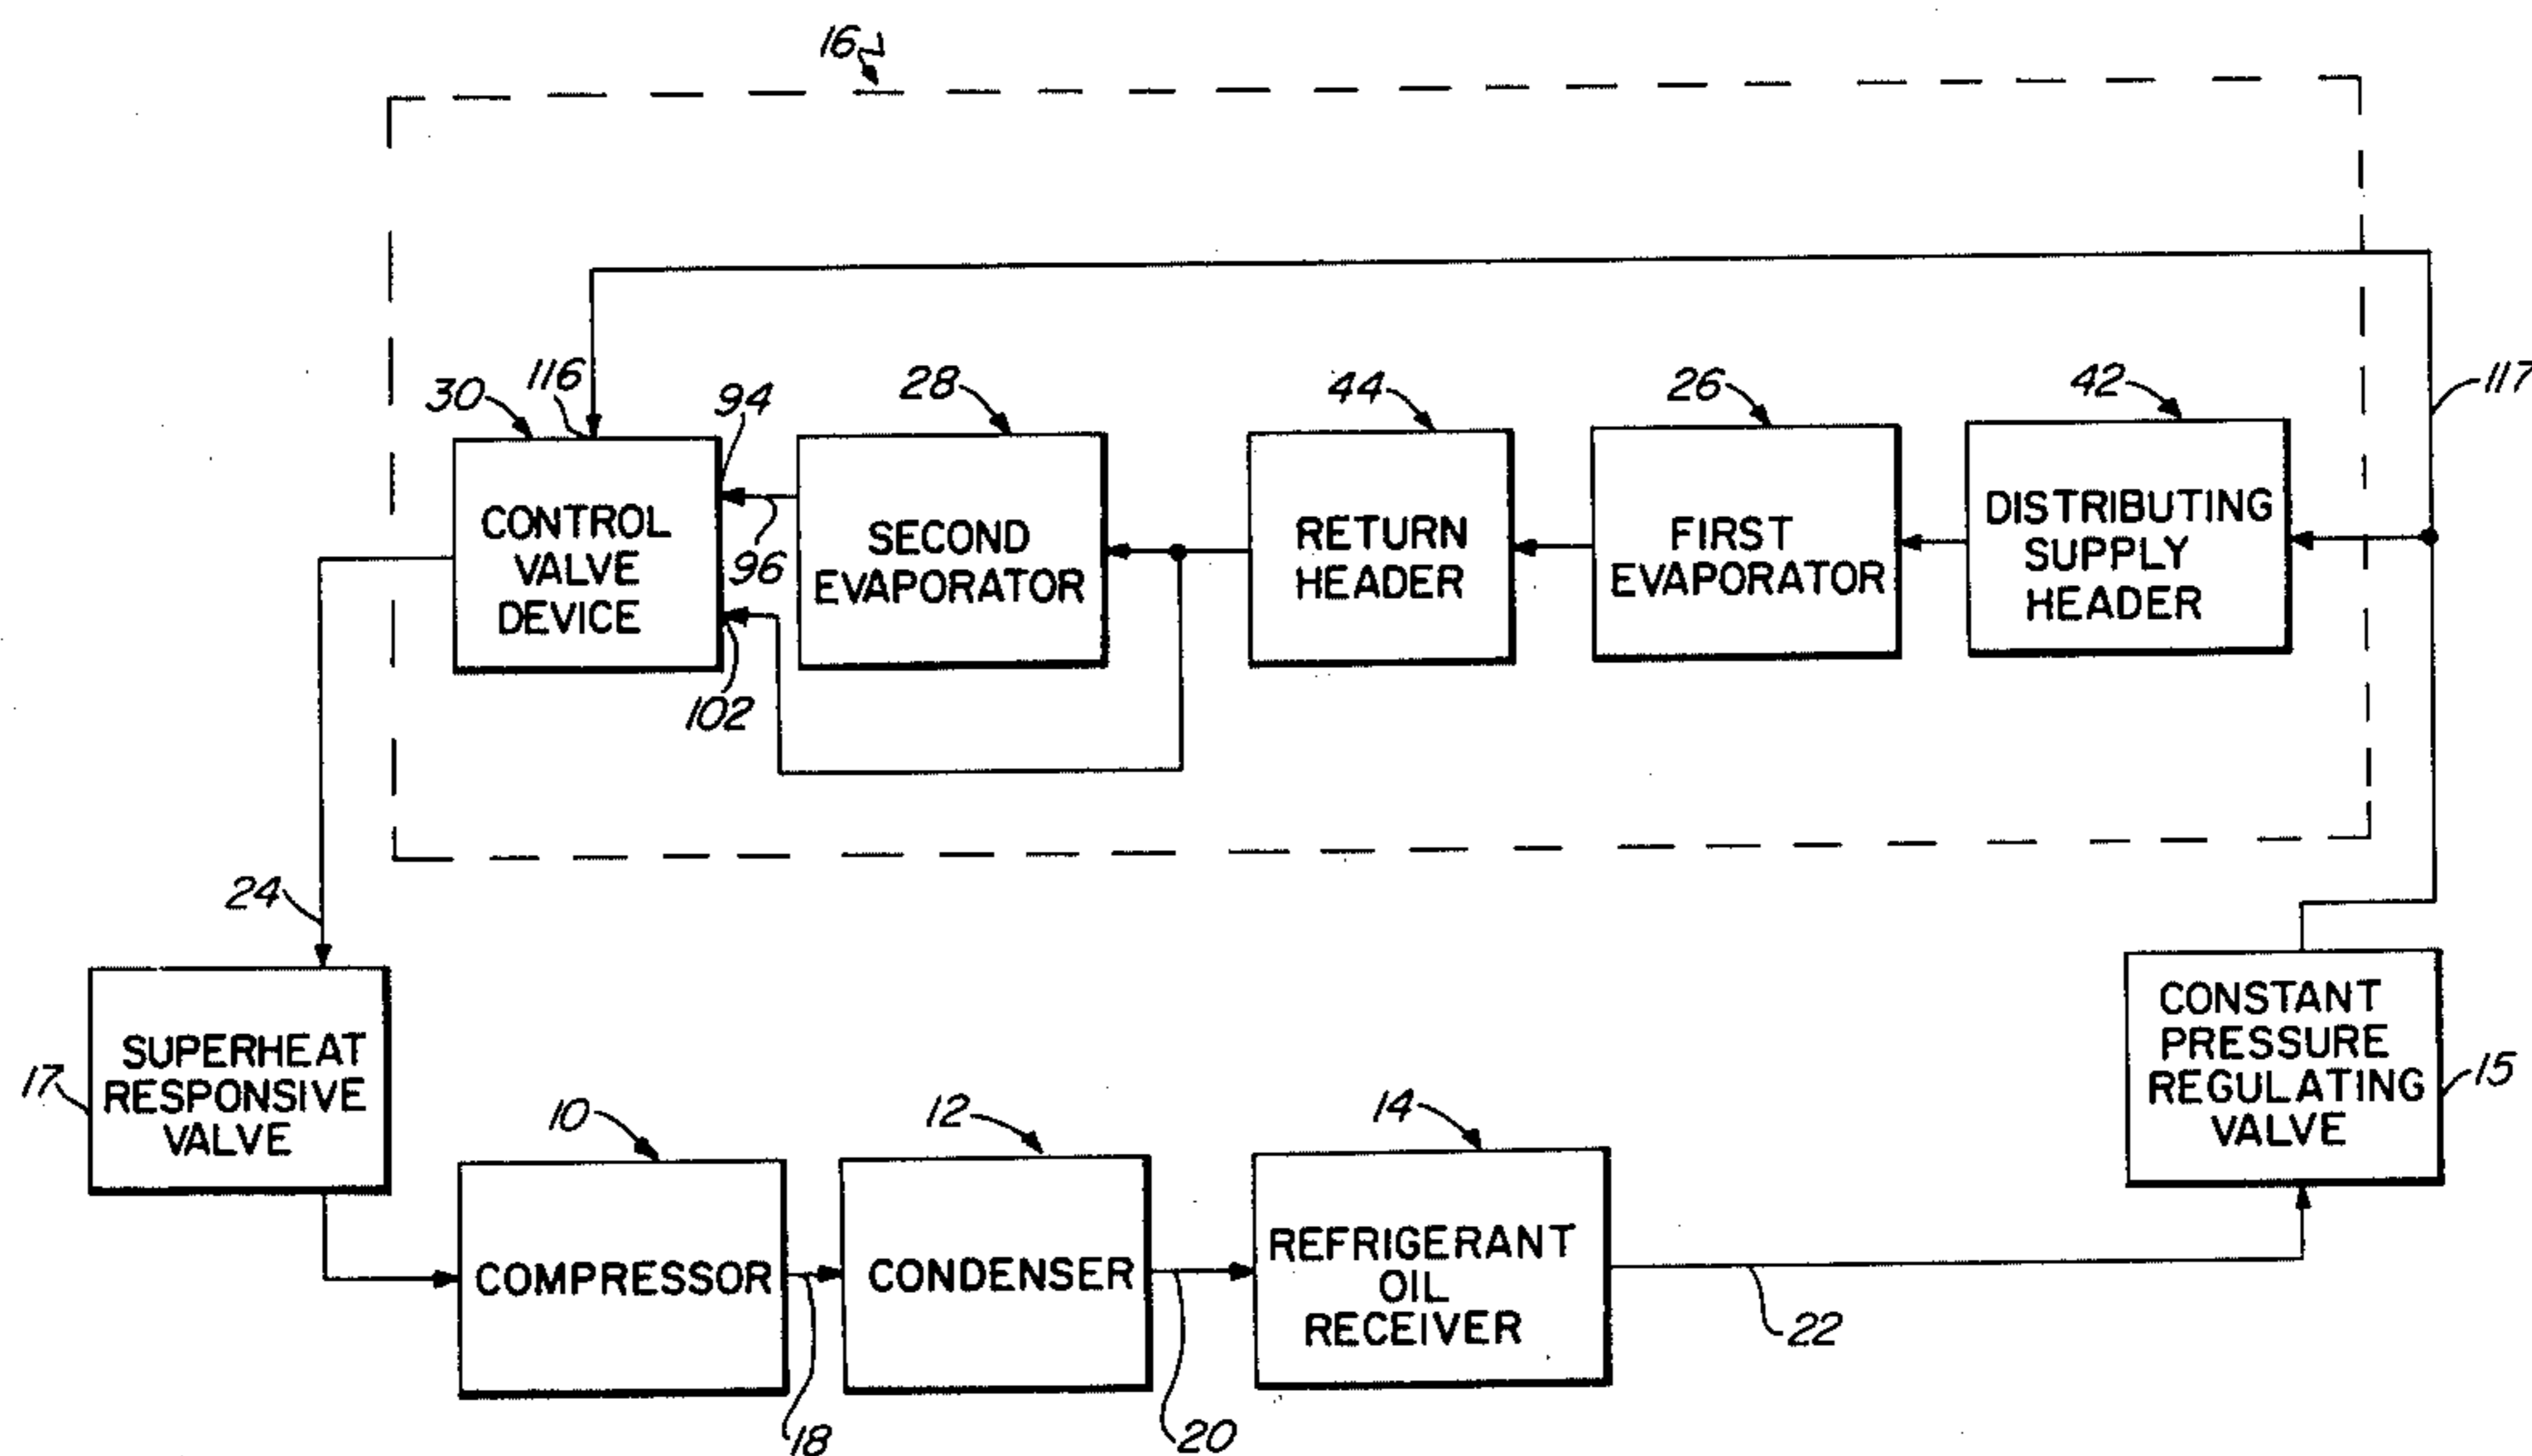 16
117
30
116
94
28
44
26
42
CONTROL
VALVE
DEVICE
96
102
SECOND
EVAPORATOR
RETURN
HEADER
FIRST
EVAPORATOR
DISTRIBUTING
SUPPLY
HEADER
24
17
SUPERHEAT
RESPONSIVE
VALVE
10
COMPRESSOR
18
12
CONDENSER
20
14
REFRIGERANT
OIL
RECEIVER
22
CONSTANT
PRESSURE
REGULATING
VALVE
15